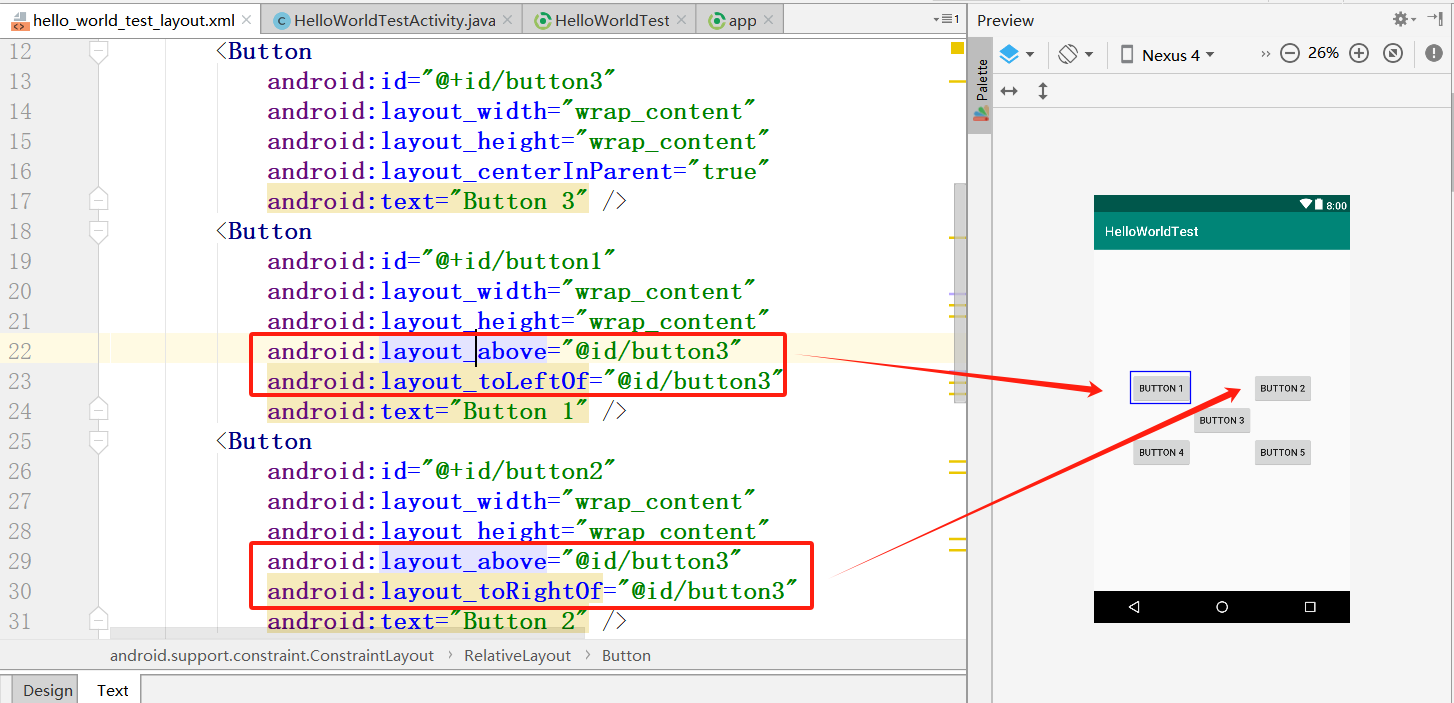 hello_world_test_layout.xml
HelloWorldTestActivity.java
HelloWorldTest
app
1
12 <Button
13 android:id="@+id/button3"
14 android:layout_width="wrap_content"
15 android:layout_height="wrap_content"
16 android:layout_centerInParent="true"
17 android:text="Button 3" />
18 <Button
19 android:id="@+id/button1"
20 android:layout_width="wrap_content"
21 android:layout_height="wrap_content"
22 android:layout_above="@id/button3"
23 android:layout_toLeftOf="@id/button3"
24 android:text="Button 1" />
25 <Button
26 android:id="@+id/button2"
27 android:layout_width="wrap_content"
28 android:layout_height="wrap_content"
29 android:layout_above="@id/button3"
30 android:layout_toRightOf="@id/button3"
31 android:text="Button 2" />
android.support.constraint.ConstraintLayout › RelativeLayout › Button
Design
Text
Preview
Palette
Nexus 4
26%
8:00
HelloWorldTest
BUTTON 1
BUTTON 2
BUTTON 3
BUTTON 4
BUTTON 5